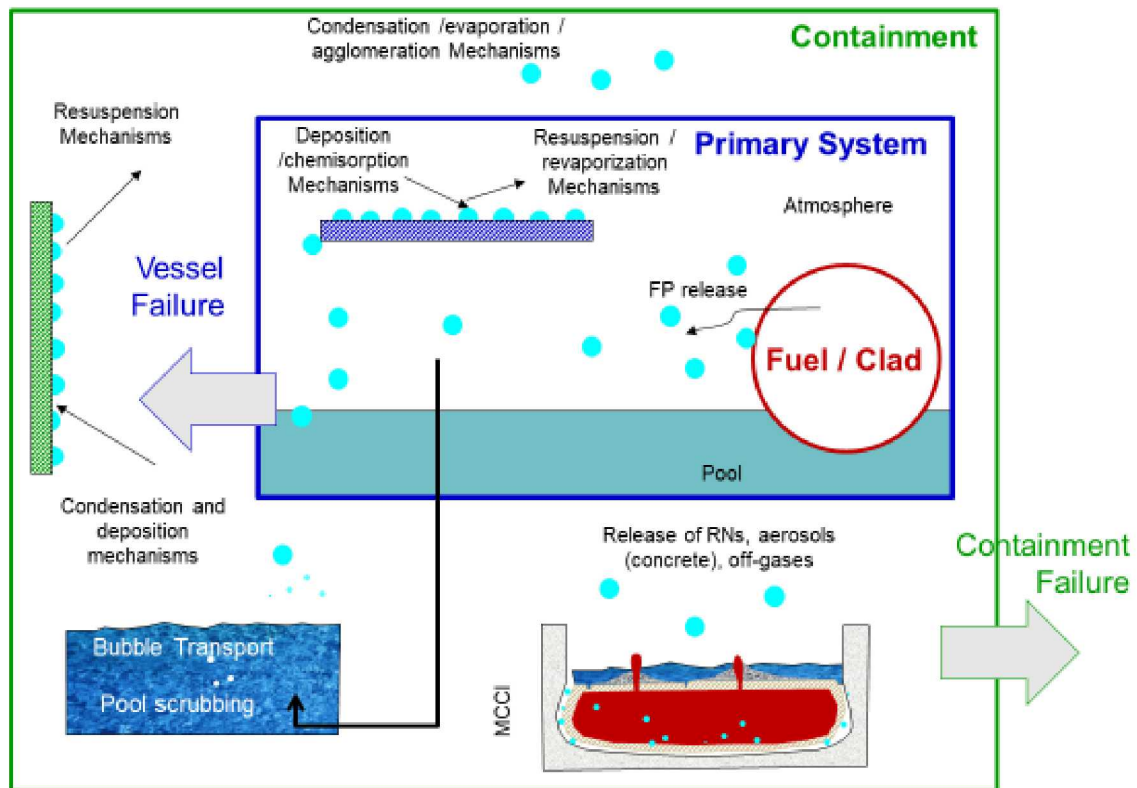 Condensation /evaporation /
agglomeration Mechanisms
Containment
Resuspension
Mechanisms
Deposition
/chemisorption
Mechanisms
Resuspension /
revaporization
Mechanisms
Primary System
Atmosphere
Vessel
Failure
FP release
Fuel / Clad
Pool
Condensation and
deposition
mechanisms
Release of RNs, aerosols
(concrete), off-gases
Containment
Failure
Bubble Transport
Pool scrubbing
MCCI